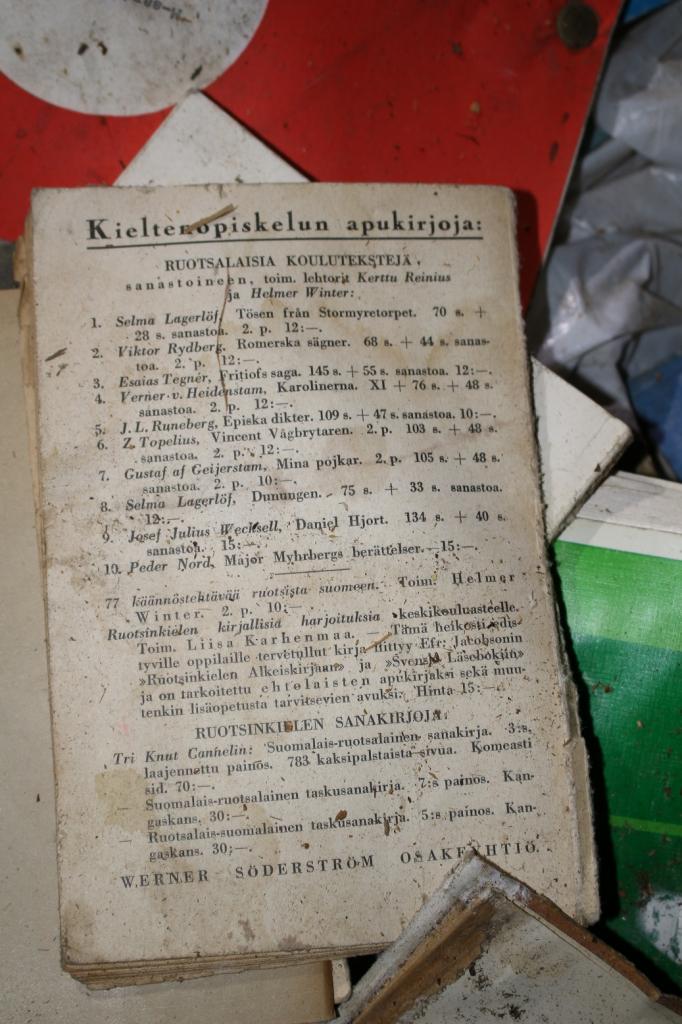 Kieltenopiskelun apukirjoja:
RUOTSALAISIA KOULUTEKSTEJÄ,
sanastoineen, toim. lehtorit Kerttu Reinius
ja Helmer Winter:
1. Selma Lagerlöf, Tösen från Stormyretorpet. 70 s. +
28 s. sanastoa. 2. p. 12:—.
2. Viktor Rydberg, Romerska sägner. 68 s. + 44 s. sanas-
toa. 2. p. 12:—.
3. Esaias Tegnér, Fritiofs saga. 145 s. + 55 s. sanastoa. 12:—.
4. Verner v. Heidenstam, Karolinerna. XI + 76 s. + 48 s.
sanastoa. 2. p. 12:—.
5. J. L. Runeberg, Episka dikter. 109 s. + 47 s. sanastoa. 10:—.
6. Z. Topelius, Vincent Vågbrytaren. 2. p. 103 s. + 48 s.
sanastoa. 2. p. 12:—.
7. Gustaf af Geijerstam, Mina pojkar. 2. p. 105 s. + 48 s.
sanastoa. 2. p. 10:—.
8. Selma Lagerlöf, Dunungen. 75 s. + 33 s. sanastoa.
12:—.
9. Josef Julius Wecksell, Daniel Hjort. 134 s. + 40 s.
sanastoa. 15:—.
10. Peder Nord, Major Myhrbergs berättelser. 15:—.
77 käännöstehtävää ruotsista suomeen. Toim. Helmer
Winter. 2. p. 10:—.
Ruotsinkielen kirjallisia harjoituksia keskikouluasteelle.
Toim. Liisa Karhenmaa. — Tämä heikosti edis-
tyville oppilaille tervetullut kirja liittyy Efr. Jacobsonin
»Ruotsinkielen Alkeiskirjaan» ja »Svensk Läsebokiin»
ja on tarkoitettu ehtolaisten apukirjaksi sekä muu-
tenkin lisäopetusta tarvitsevien avuksi. Hinta 15:—.
RUOTSINKIELEN SANAKIRJOJA:
Tri Knut Cannelin: Suomalais-ruotsalainen sanakirja. 3:s,
laajennettu painos. 783 kaksipalstaista sivua. Komeasti
sid. 70:—.
— Suomalais-ruotsalainen taskusanakirja. 7:s painos. Kan-
gaskans. 30:—.
— Ruotsalais-suomalainen taskusanakirja. 5:s painos. Kan-
gaskans. 30:—.
WERNER SÖDERSTRÖM OSAKEYHTIÖ.